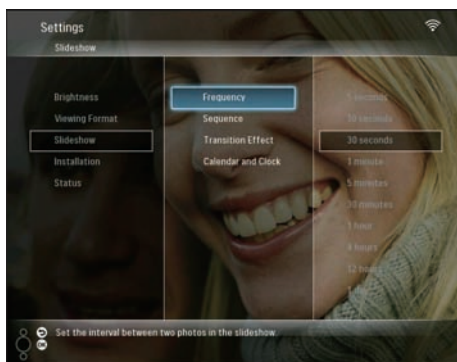 Settings
Slideshow
Brightness
Viewing Format
Slideshow
Installation
Status
Frequency
Sequence
Transition Effect
Calendar and Clock
5 seconds
10 seconds
30 seconds
1 minute
5 minutes
30 minutes
1 hour
4 hours
12 hours
OK
Set the interval between two photos in the slideshow.